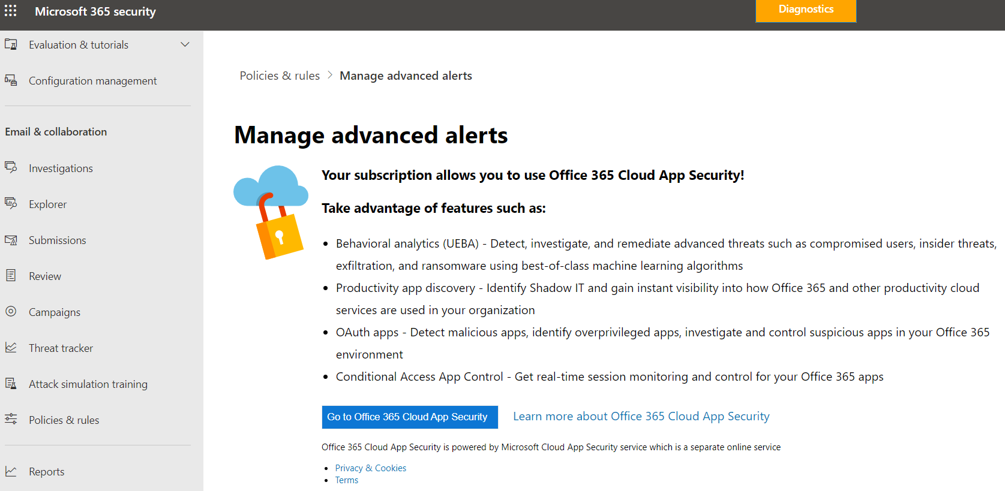 Microsoft 365 security
Diagnostics
Evaluation & tutorials
Configuration management
Email & collaboration
Investigations
Explorer
Submissions
Review
Campaigns
Threat tracker
Attack simulation training
Policies & rules
Reports
Policies & rules > Manage advanced alerts
Manage advanced alerts
Your subscription allows you to use Office 365 Cloud App Security!
Take advantage of features such as:
• Behavioral analytics (UEBA) - Detect, investigate, and remediate advanced threats such as compromised users, insider threats,
exfiltration, and ransomware using best-of-class machine learning algorithms
• Productivity app discovery - Identify Shadow IT and gain instant visibility into how Office 365 and other productivity cloud
services are used in your organization
• OAuth apps - Detect malicious apps, identify overprivileged apps, investigate and control suspicious apps in your Office 365
environment
• Conditional Access App Control - Get real-time session monitoring and control for your Office 365 apps
Go to Office 365 Cloud App Security
Learn more about Office 365 Cloud App Security
Office 365 Cloud App Security is powered by Microsoft Cloud App Security service which is a separate online service
• Privacy & Cookies
• Terms